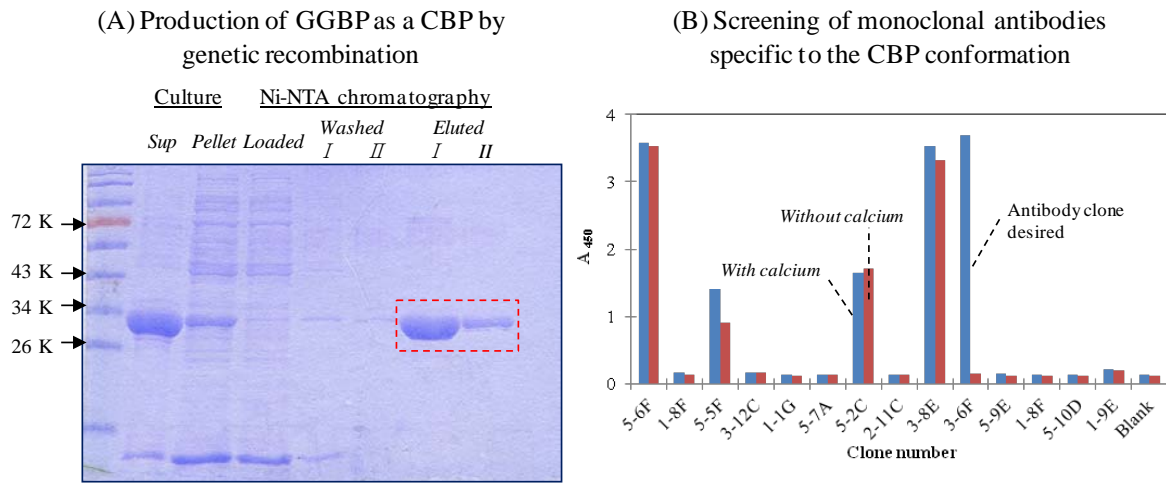 (A) Production of GGBP as a CBP by
genetic recombination
Culture Ni-NTA chromatography
Sup Pellet Loaded Washed Eluted
I II I II
72 K
43 K
34 K
26 K
(B) Screening of monoclonal antibodies
specific to the CBP conformation
4
3
2
1
0
A 450
Without calcium
With calcium
Antibody clone
desired
5-6F 1-8F 5-5F 3-12C 1-1G 5-7A 5-2C 2-11C 3-8E 3-6F 5-9E 1-8F 5-10D 1-9E Blank
Clone number